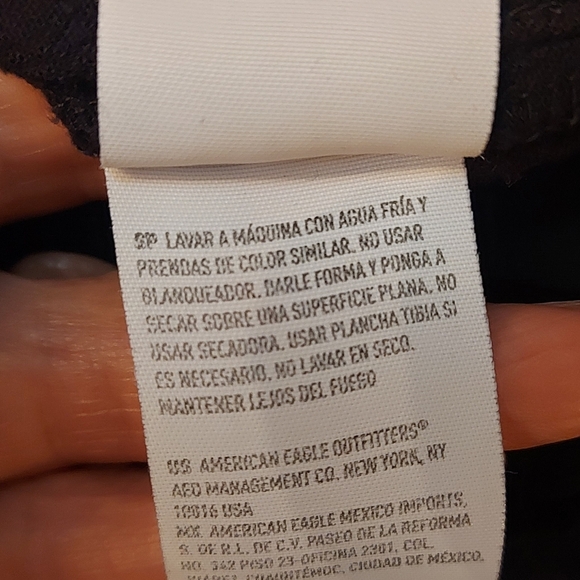 SP LAVAR A MÁQUINA CON AGUA FRÍA Y
PRENDAS DE COLOR SIMILAR. NO USAR
BLANQUEADOR. DARLE FORMA Y PONGA A
SECAR SOBRE UNA SUPERFICIE PLANA. NO
USAR SECADORA. USAR PLANCHA TIBIA SI
ES NECESARIO. NO LAVAR EN SECO.
MANTENER LEJOS DEL FUEGO
US AMERICAN EAGLE OUTFITTERS®
AEO MANAGEMENT CO. NEW YORK, NY
10016 USA
MX. AMERICAN EAGLE MEXICO IMPORTS,
S. DE R.L. DE C.V. PASEO DE LA REFORMA
NO. 342 PISO 23-OFICINA 2301, COL.
JUAREZ, CUAUHTÉMOC, CIUDAD DE MÉXICO,